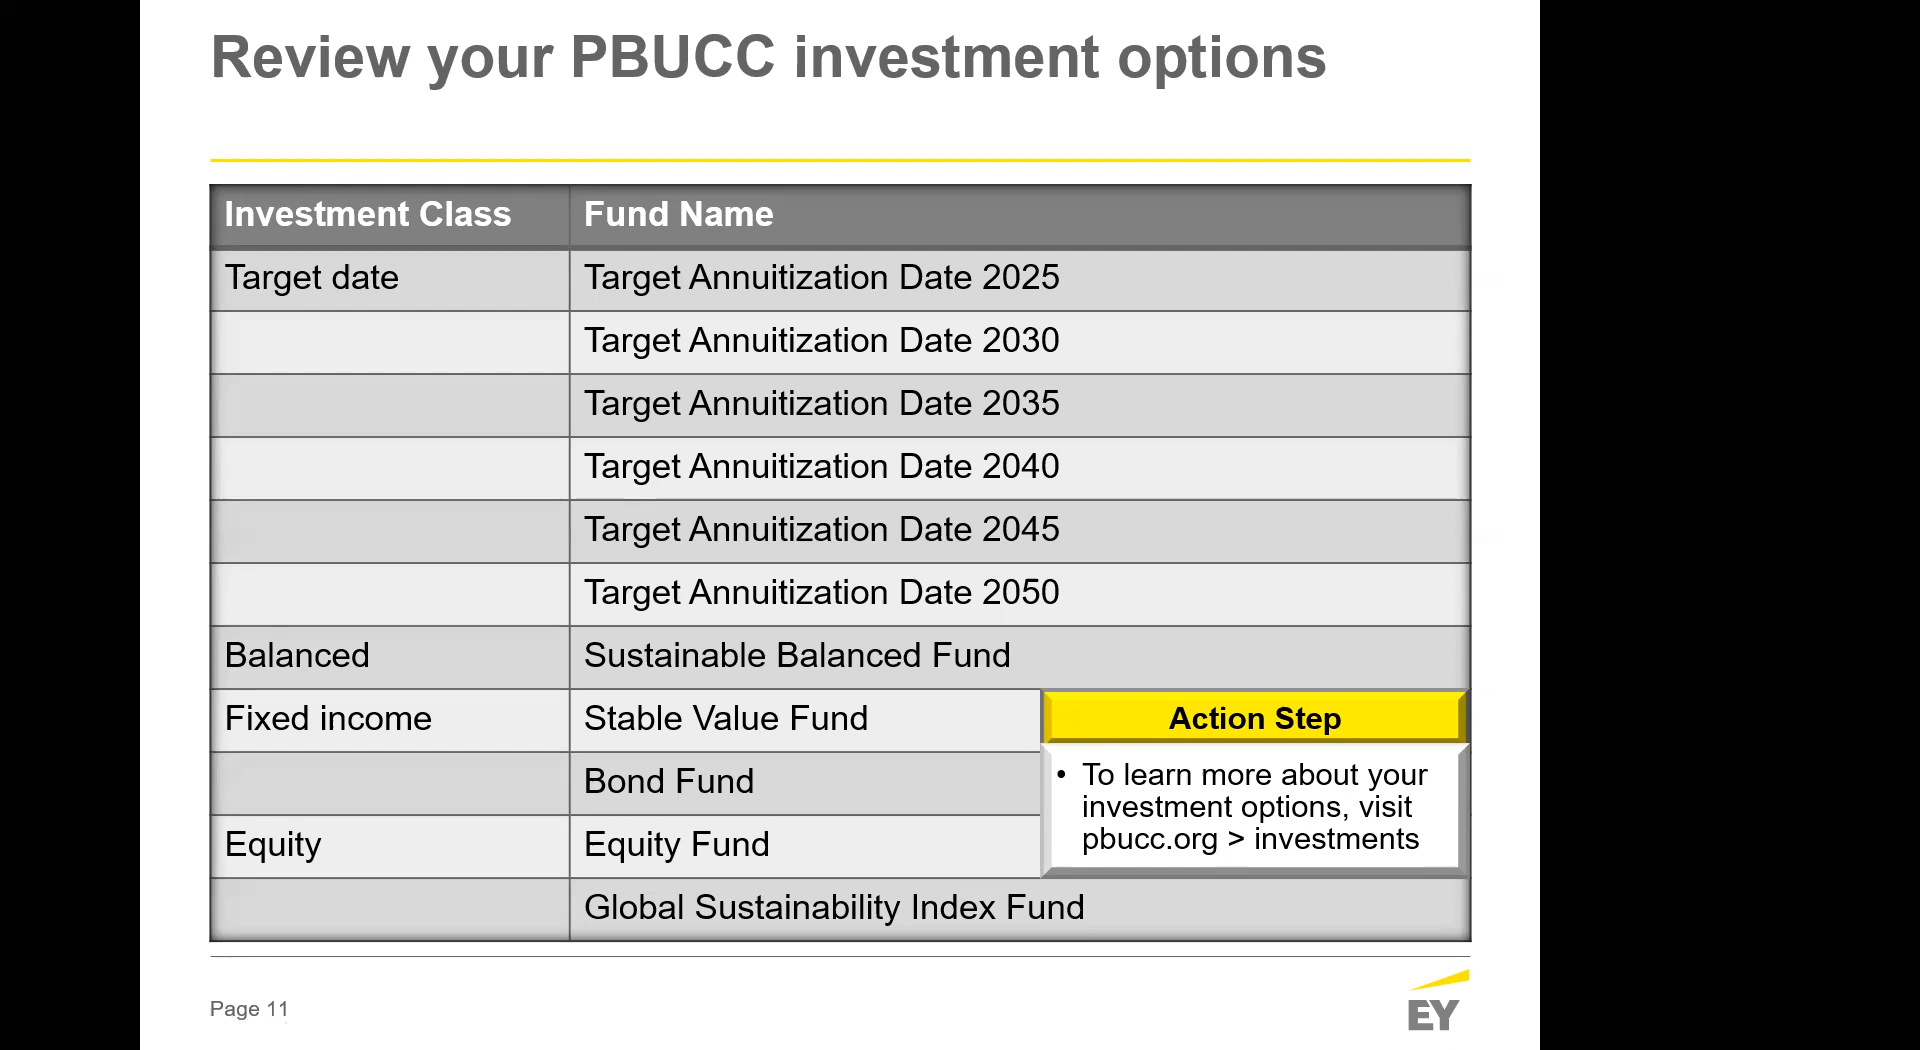 Review your PBUCC investment options
Investment Class Fund Name
Target date Target Annuitization Date 2025
Target Annuitization Date 2030
Target Annuitization Date 2035
Target Annuitization Date 2040
Target Annuitization Date 2045
Target Annuitization Date 2050
Balanced Sustainable Balanced Fund
Fixed income Stable Value Fund
Bond Fund
Equity Equity Fund
Global Sustainability Index Fund
Action Step
• To learn more about your
investment options, visit
pbucc.org > investments
Page 11
EY